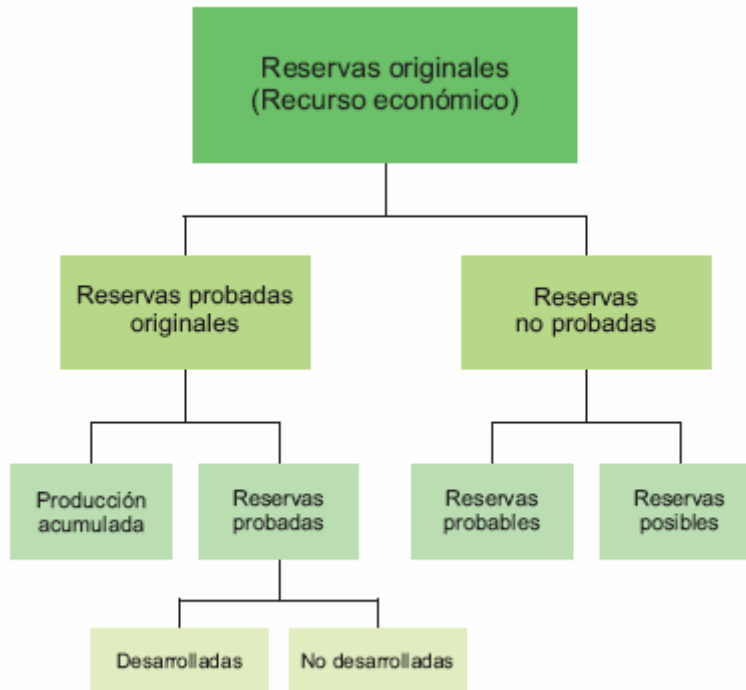 Reservas originales
(Recurso económico)
Reservas probadas
originales
Reservas
no probadas
Producción
acumulada
Reservas
probadas
Reservas
probables
Reservas
posibles
Desarrolladas
No desarrolladas